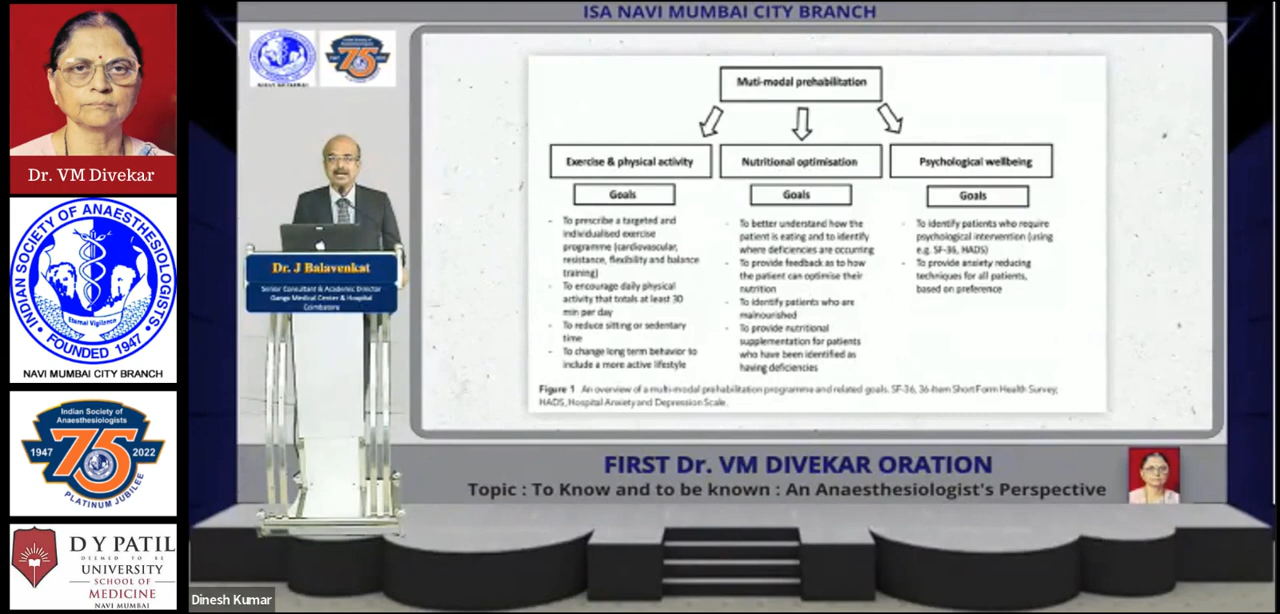 ISA NAVI MUMBAI CITY BRANCH
Dr. VM Divekar
INDIAN SOCIETY OF ANAESTHESIOLOGISTS
Eternal Vigilance
FOUNDED 1947
NAVI MUMBAI CITY BRANCH
Indian Society of
Anaesthesiologists
1947
75
2022
PLATINUM JUBILEE
D Y PATIL
DEEMED TO BE
UNIVERSITY
SCHOOL OF
MEDICINE
NAVI MUMBAI
75
Dr. J Balavenkat
Senior Consultant & Academic Director
Ganga Medical Center & Hospital
Coimbatore
Muti-modal prehabilitation
Exercise & physical activity
Goals
- To prescribe a targeted and
individualised exercise
programme (cardiovascular,
resistance, flexibility and balance
training)
- To encourage daily physical
activity that totals at least 30
min per day
- To reduce sitting or sedentary
time
- To change long term behavior to
include a more active lifestyle
Nutritional optimisation
Goals
- To better understand how the
patient is eating and to identify
where deficiencies are occurring
- To provide feedback as to how
the patient can optimise their
nutrition
- To identify patients who are
malnourished
- To provide nutritional
supplementation for patients
who have been identified as
having deficiencies
Psychological wellbeing
Goals
- To identify patients who require
psychological intervention (using
e.g. SF-36, HADS)
- To provide anxiety reducing
techniques for all patients,
based on preference
Figure 1 An overview of a multi-modal prehabilitation programme and related goals. SF-36, 36-Item Short Form Health Survey;
HADS, Hospital Anxiety and Depression Scale.
FIRST Dr. VM DIVEKAR ORATION
Topic : To Know and to be known : An Anaesthesiologist's Perspective
Dinesh Kumar